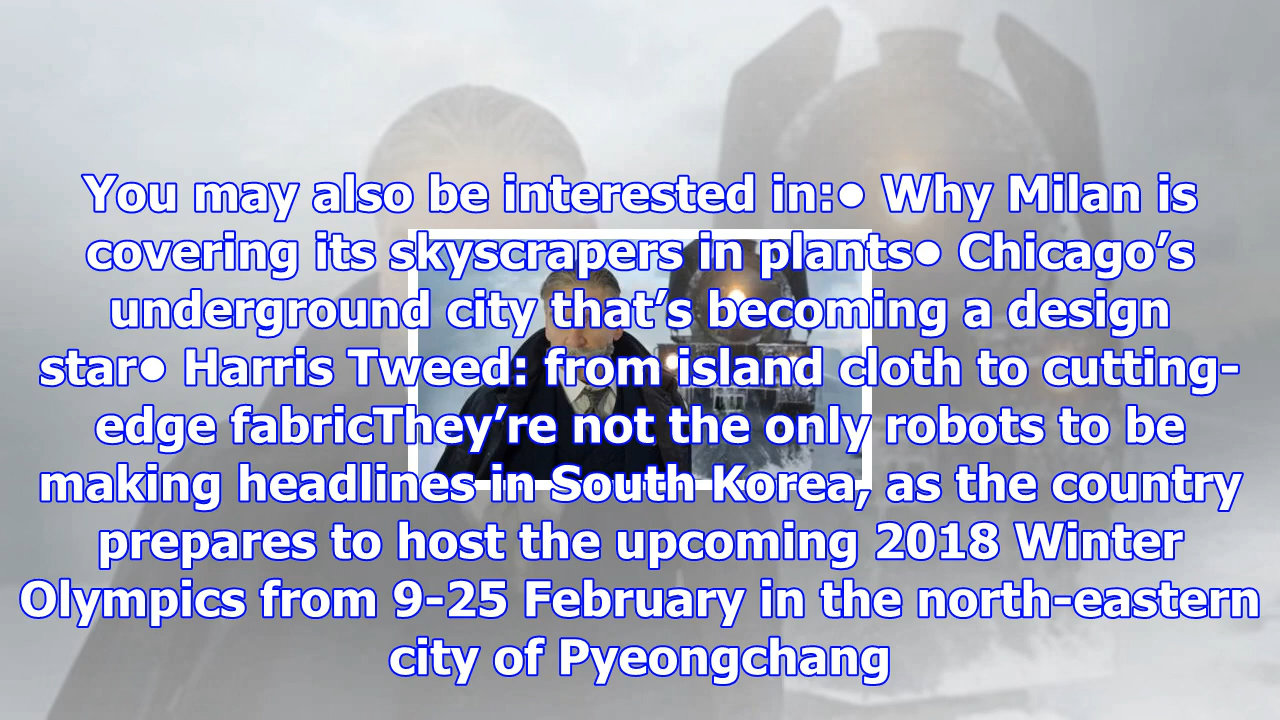 You may also be interested in:● Why Milan is
covering its skyscrapers in plants● Chicago’s
underground city that’s becoming a design
star● Harris Tweed: from island cloth to cutting-
edge fabricThey’re not the only robots to be
making headlines in South Korea, as the country
prepares to host the upcoming 2018 Winter
Olympics from 9-25 February in the north-eastern
city of Pyeongchang